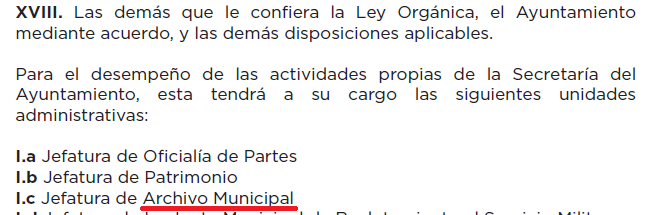 XVIII. Las demás que le confiera la Ley Orgánica, el Ayuntamiento
mediante acuerdo, y las demás disposiciones aplicables.
Para el desempeño de las actividades propias de la Secretaría del
Ayuntamiento, esta tendrá a su cargo las siguientes unidades
administrativas:
I.a Jefatura de Oficialía de Partes
I.b Jefatura de Patrimonio
I.c Jefatura de Archivo Municipal